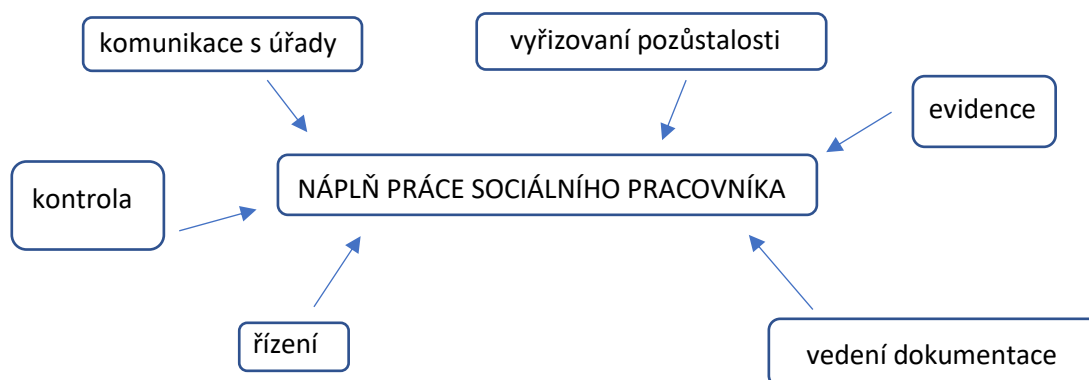 komunikace s úřady
vyřizovaní pozůstalosti
evidence
NÁPLŇ PRÁCE SOCIÁLNÍHO PRACOVNÍKA
kontrola
řízení
vedení dokumentace